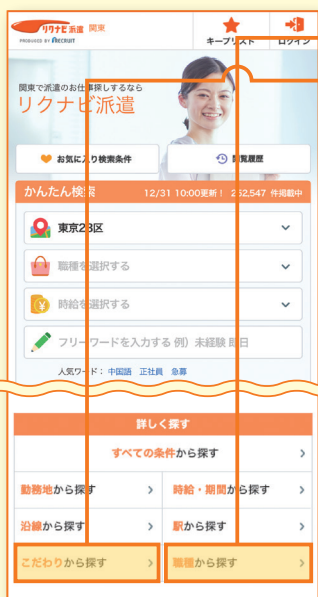 リクナビ派遣 関東
PRODUCED BY RECRUIT
キープリスト ログイン
関東で派遣のお仕事探しするなら
リクナビ派遣
お気に入り検索条件 閲覧履歴
かんたん検索 12/31 10:00更新! 252,547 件掲載中
東京23区
職種を選択する
時給を選択する
フリーワードを入力する 例）未経験 即日
人気ワード： 中国語 正社員 急募
詳しく探す
すべての条件から探す
勤務地から探す 時給・期間から探す
沿線から探す 駅から探す
こだわりから探す 職種から探す